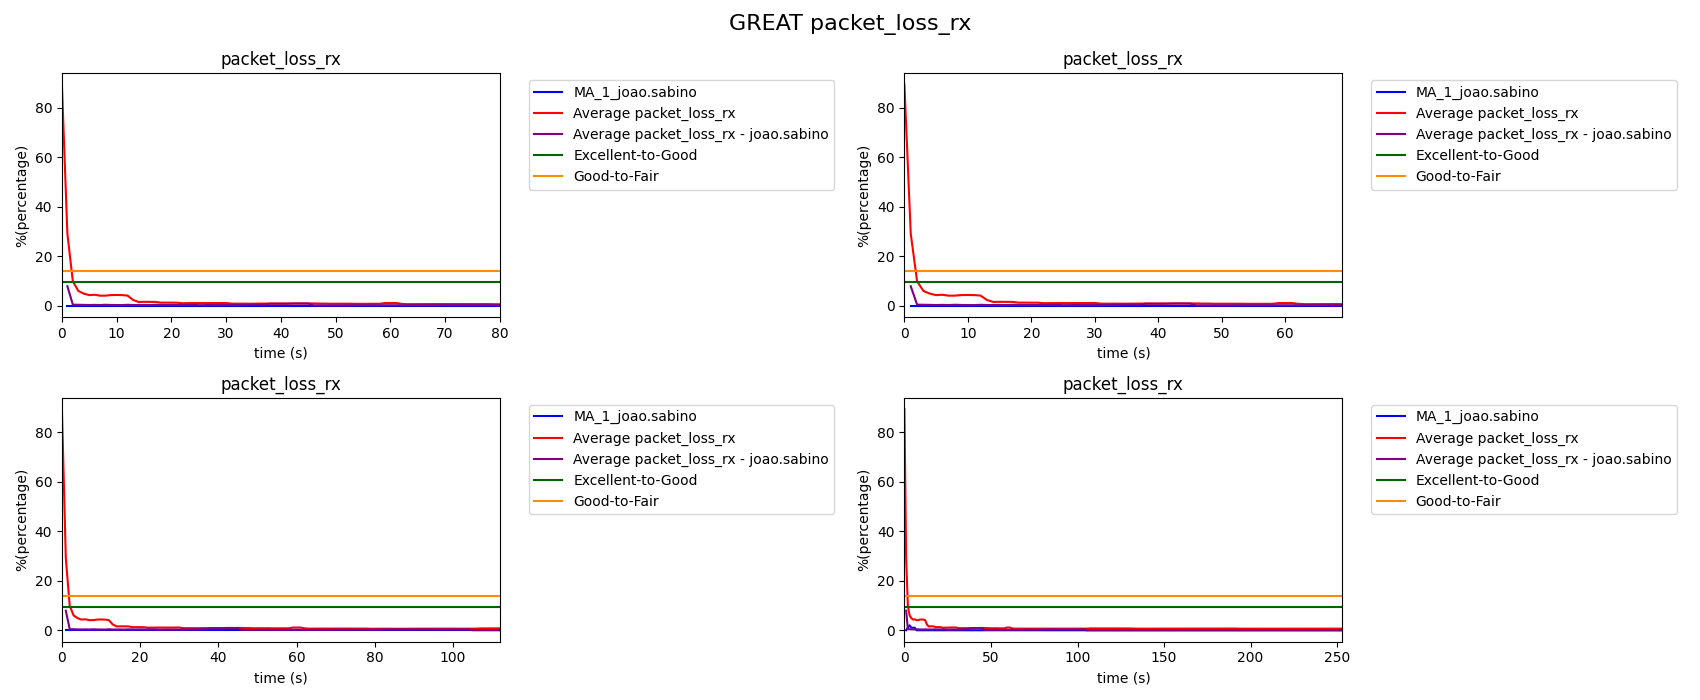 GREAT packet_loss_rx
packet_loss_rx
%(percentage)
80
60
40
20
0
0 10 20 30 40 50 60 70 80
time (s)
MA_1_joao.sabino
Average packet_loss_rx
Average packet_loss_rx - joao.sabino
Excellent-to-Good
Good-to-Fair
packet_loss_rx
%(percentage)
80
60
40
20
0
0 10 20 30 40 50 60
time (s)
MA_1_joao.sabino
Average packet_loss_rx
Average packet_loss_rx - joao.sabino
Excellent-to-Good
Good-to-Fair
packet_loss_rx
%(percentage)
80
60
40
20
0
0 20 40 60 80 100
time (s)
MA_1_joao.sabino
Average packet_loss_rx
Average packet_loss_rx - joao.sabino
Excellent-to-Good
Good-to-Fair
packet_loss_rx
%(percentage)
80
60
40
20
0
0 50 100 150 200 250
time (s)
MA_1_joao.sabino
Average packet_loss_rx
Average packet_loss_rx - joao.sabino
Excellent-to-Good
Good-to-Fair